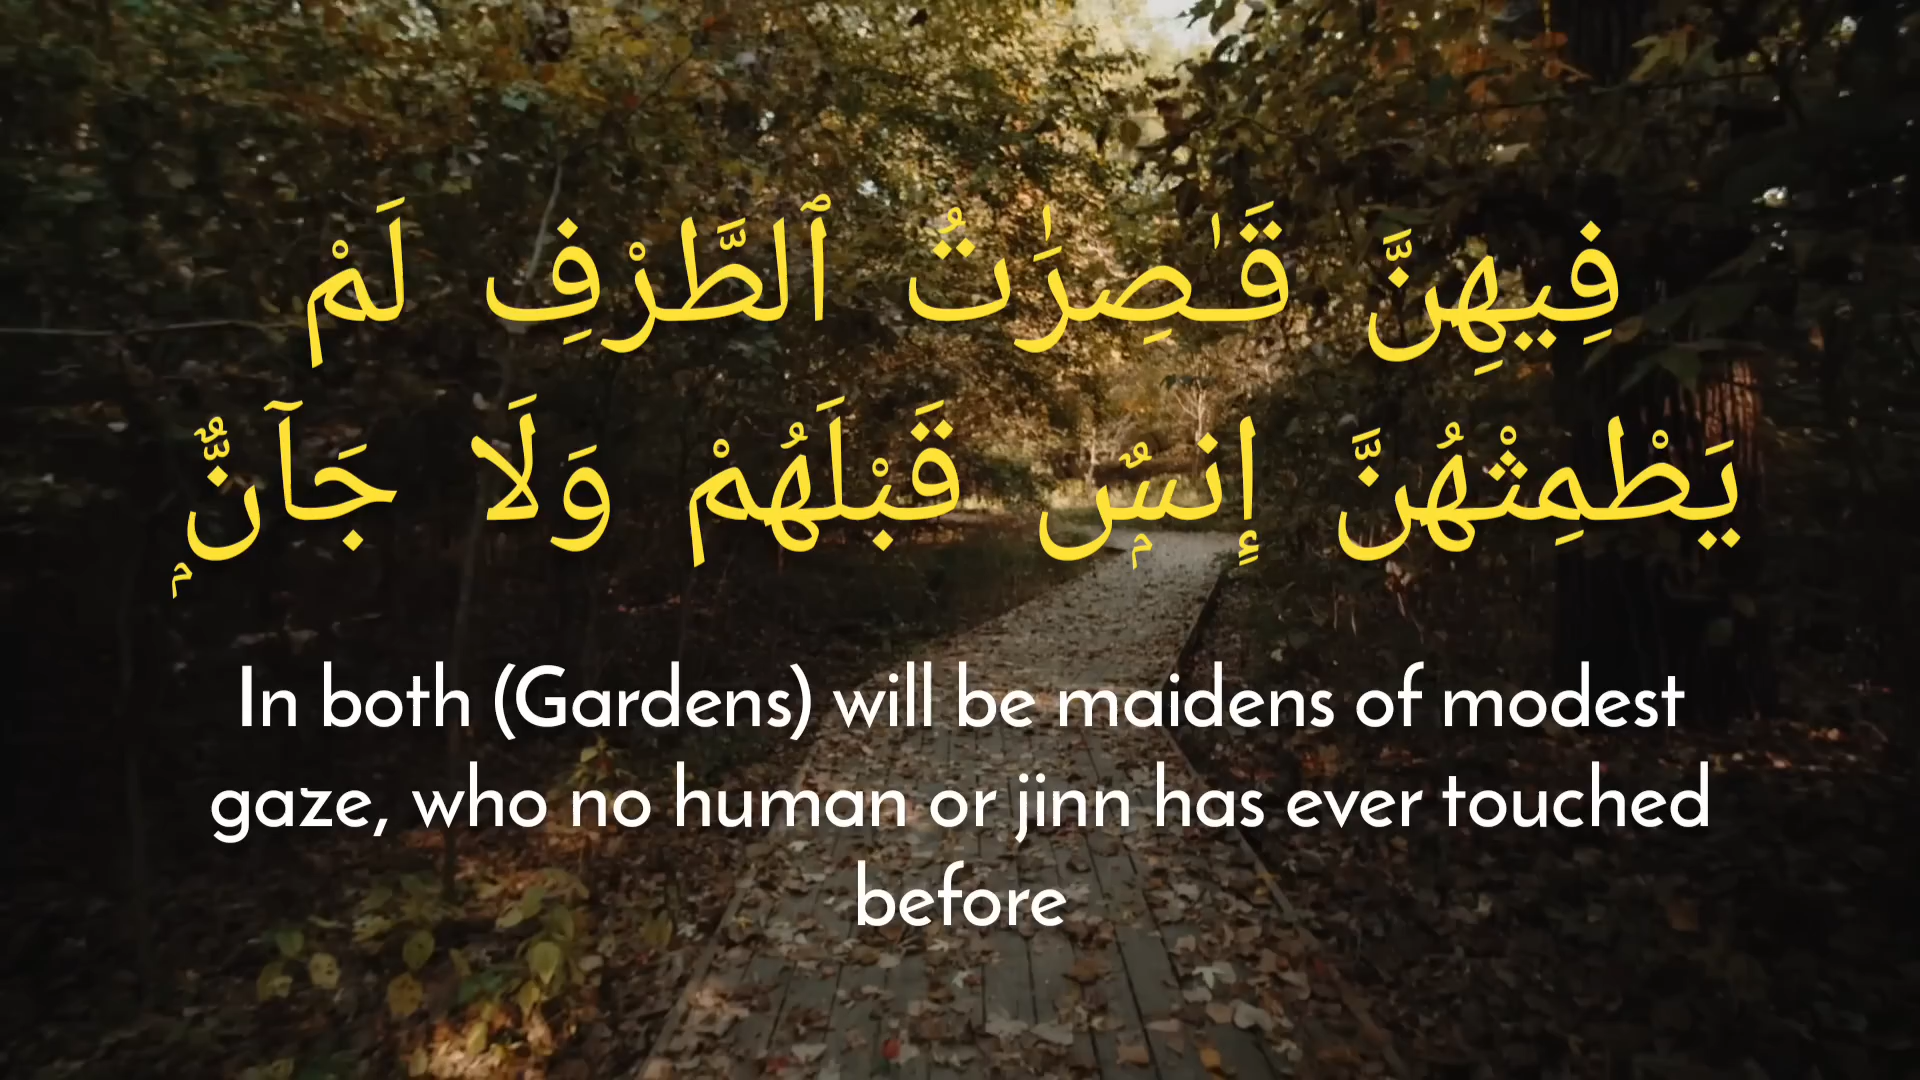 فِيهِنَّ قَـٰصِرَٰتُ ٱلطَّرْفِ لَمْ
يَطْمِثْهُنَّ إِنسٌۭ قَبْلَهُمْ وَلَا جَآنٌّۭ
In both (Gardens) will be maidens of modest
gaze, who no human or jinn has ever touched
before